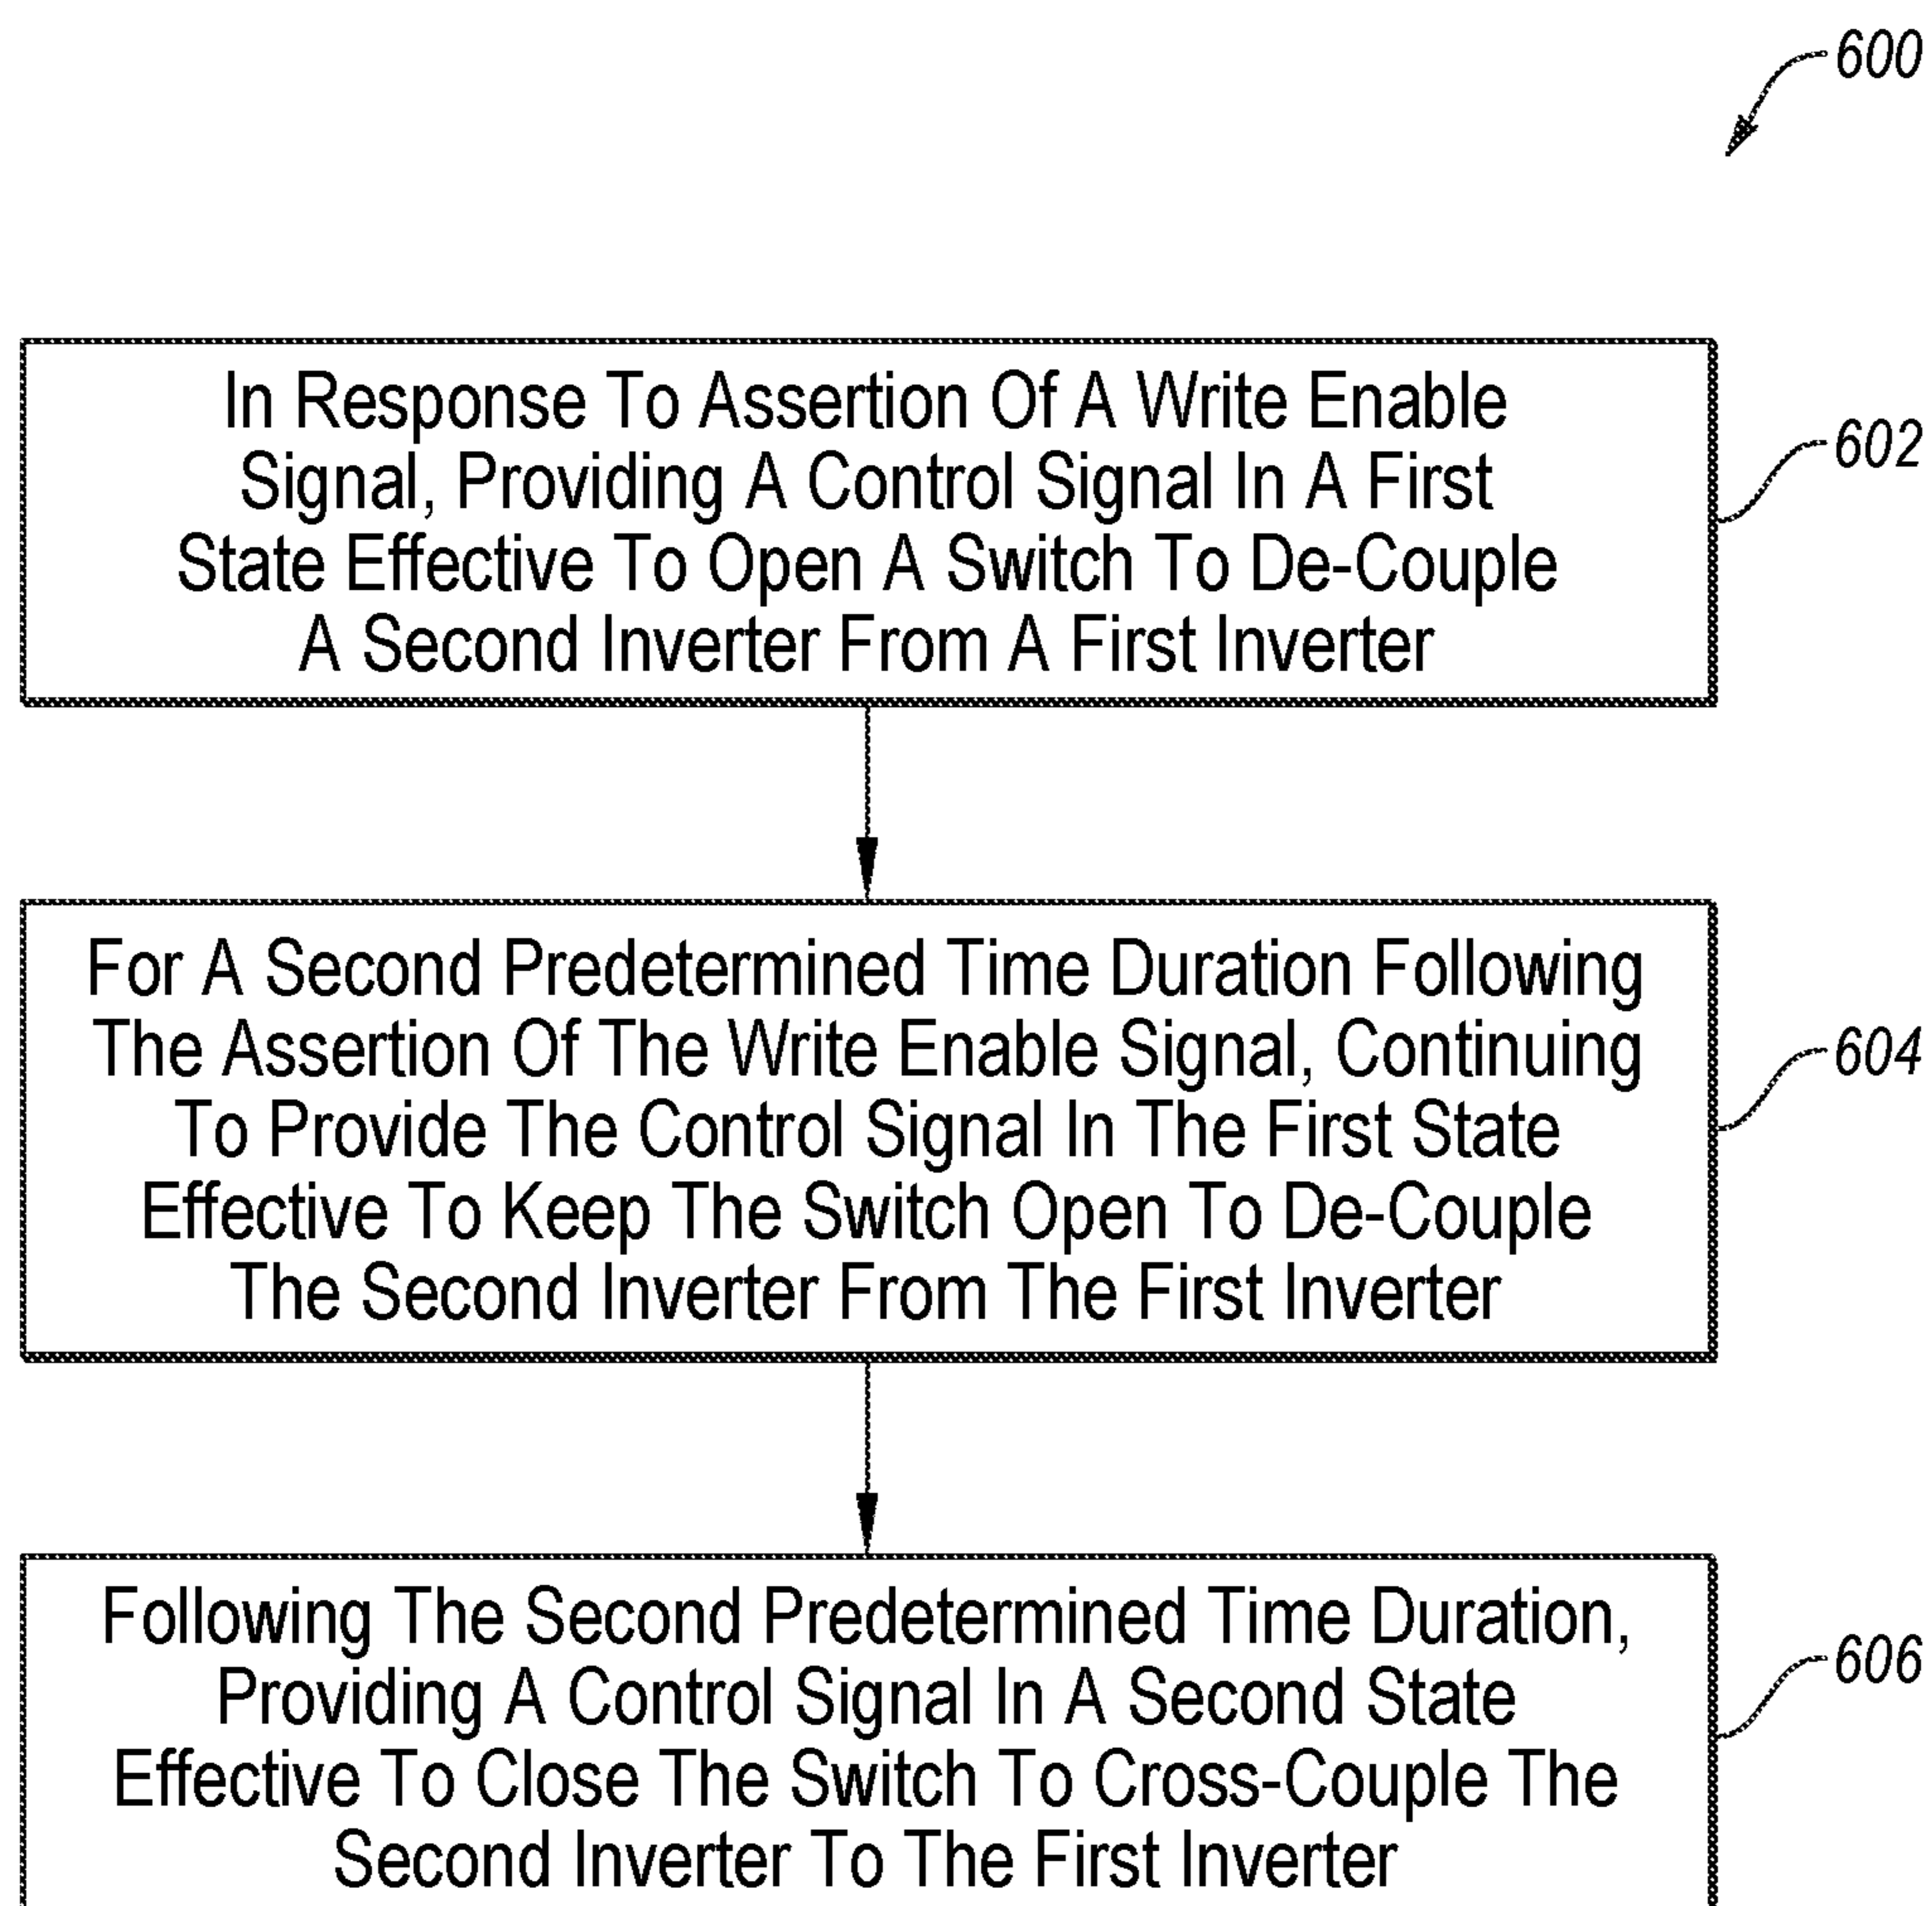 600
In Response To Assertion Of A Write Enable
Signal, Providing A Control Signal In A First
State Effective To Open A Switch To De-Couple
A Second Inverter From A First Inverter
602
For A Second Predetermined Time Duration Following
The Assertion Of The Write Enable Signal, Continuing
To Provide The Control Signal In The First State
Effective To Keep The Switch Open To De-Couple
The Second Inverter From The First Inverter
604
Following The Second Predetermined Time Duration,
Providing A Control Signal In A Second State
Effective To Close The Switch To Cross-Couple The
Second Inverter To The First Inverter
606